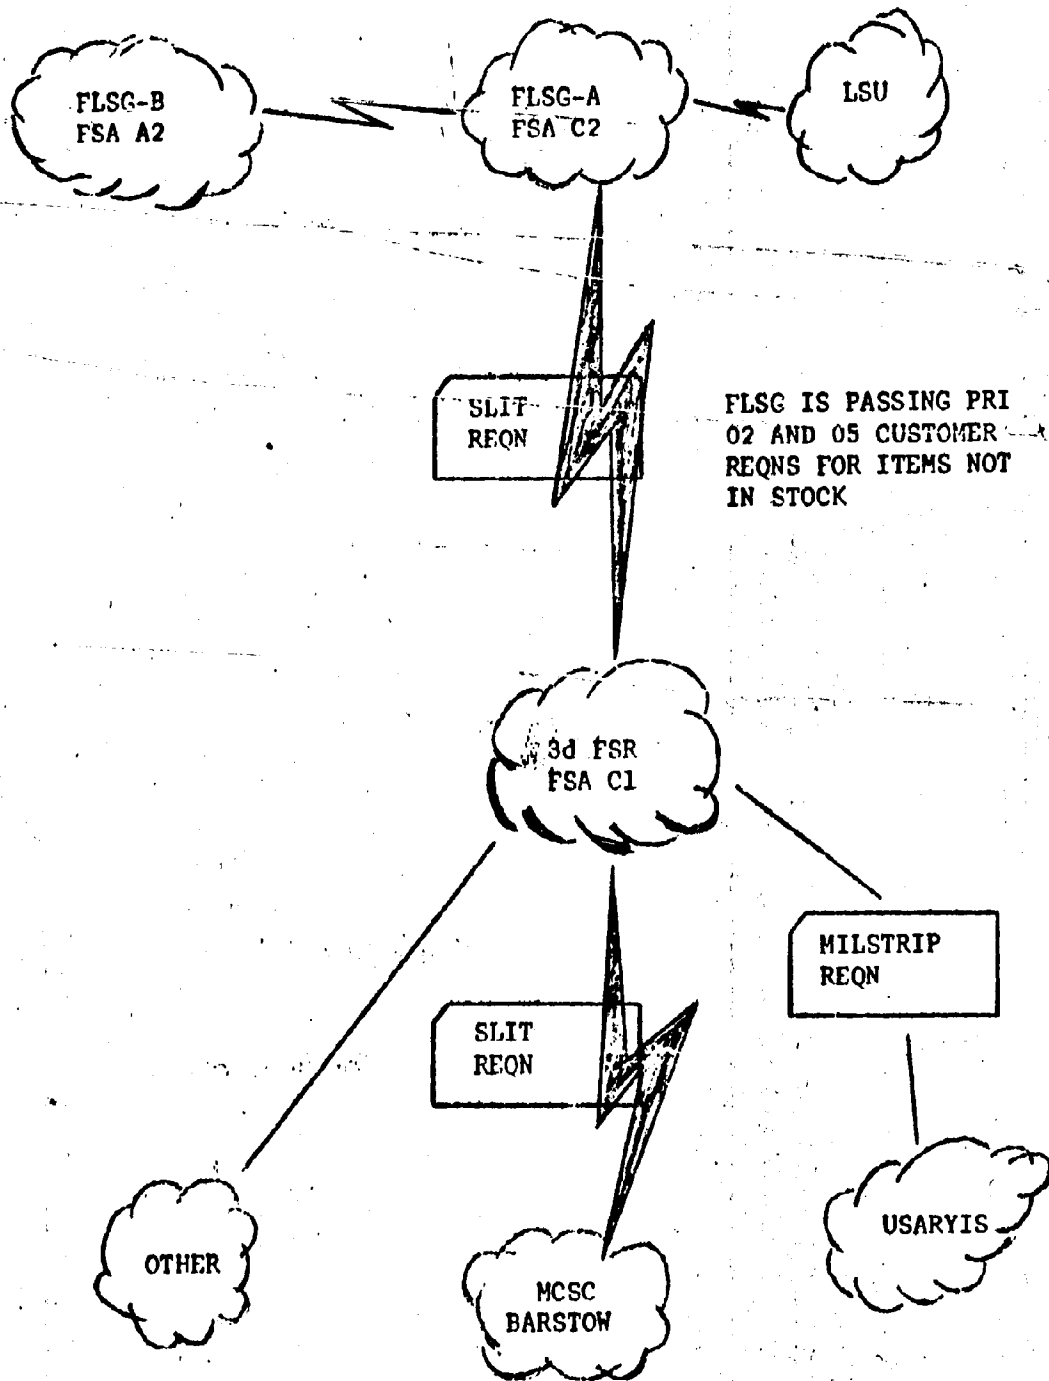 FLSG-B
FSA A2
FLSG-A
FSA C2
LSU
SLIT
REQN
FLSG IS PASSING PRI
02 AND 05 CUSTOMER
REQNS FOR ITEMS NOT
IN STOCK
3d FSR
FSA C1
MILSTRIP
REQN
SLIT
REQN
OTHER
MCSC
BARSTOW
USARYIS